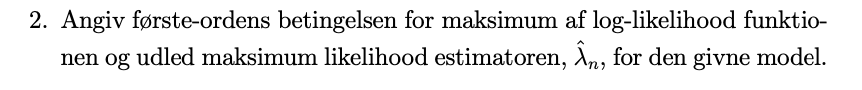 2. Angiv første-ordens betingelsen for maksimum af log-likelihood funktio-
nen og udled maksimum likelihood estimatoren, λ̂ₙ, for den givne model.